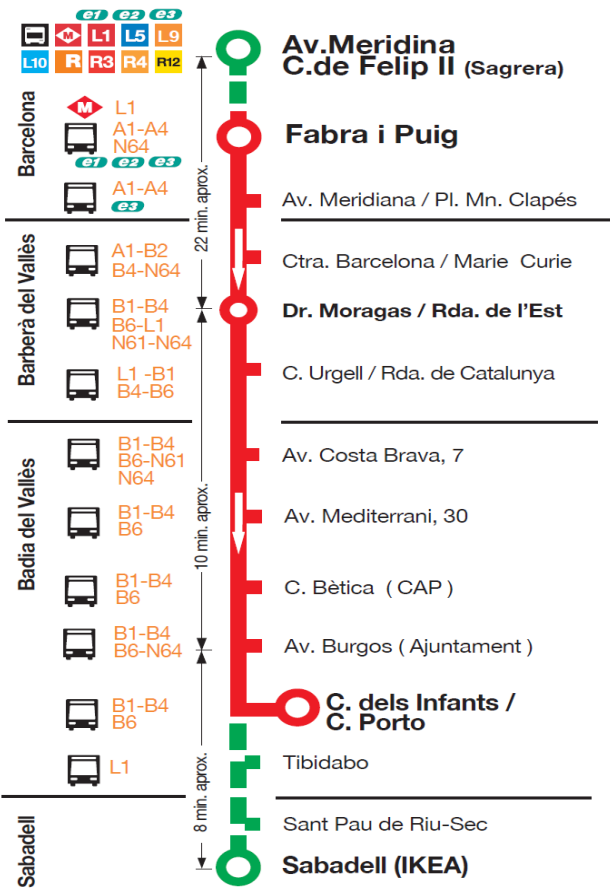 e1 e2 e3
M L1 L5 L9
L10 R R3 R4 R12
Av.Meridina
C.de Felip II (Sagrera)
Barcelona
M L1
A1-A4
N64
e1 e2 e3
Fabra i Puig
A1-A4
e3
Av. Meridiana / Pl. Mn. Clapés
22 min. aprox.
Barberà del Vallès
A1-B2
B4-N64
Ctra. Barcelona / Marie Curie
B1-B4
B6-L1
N61-N64
Dr. Moragas / Rda. de l'Est
L1 -B1
B4-B6
C. Urgell / Rda. de Catalunya
Badia del Vallès
B1-B4
B6-N61
N64
Av. Costa Brava, 7
10 min. aprox.
B1-B4
B6
Av. Mediterrani, 30
B1-B4
B6
C. Bètica ( CAP )
B1-B4
B6-N64
Av. Burgos ( Ajuntament )
B1-B4
B6
C. dels Infants /
C. Porto
L1
Tibidabo
8 min. aprox.
Sabadell
Sant Pau de Riu-Sec
Sabadell (IKEA)